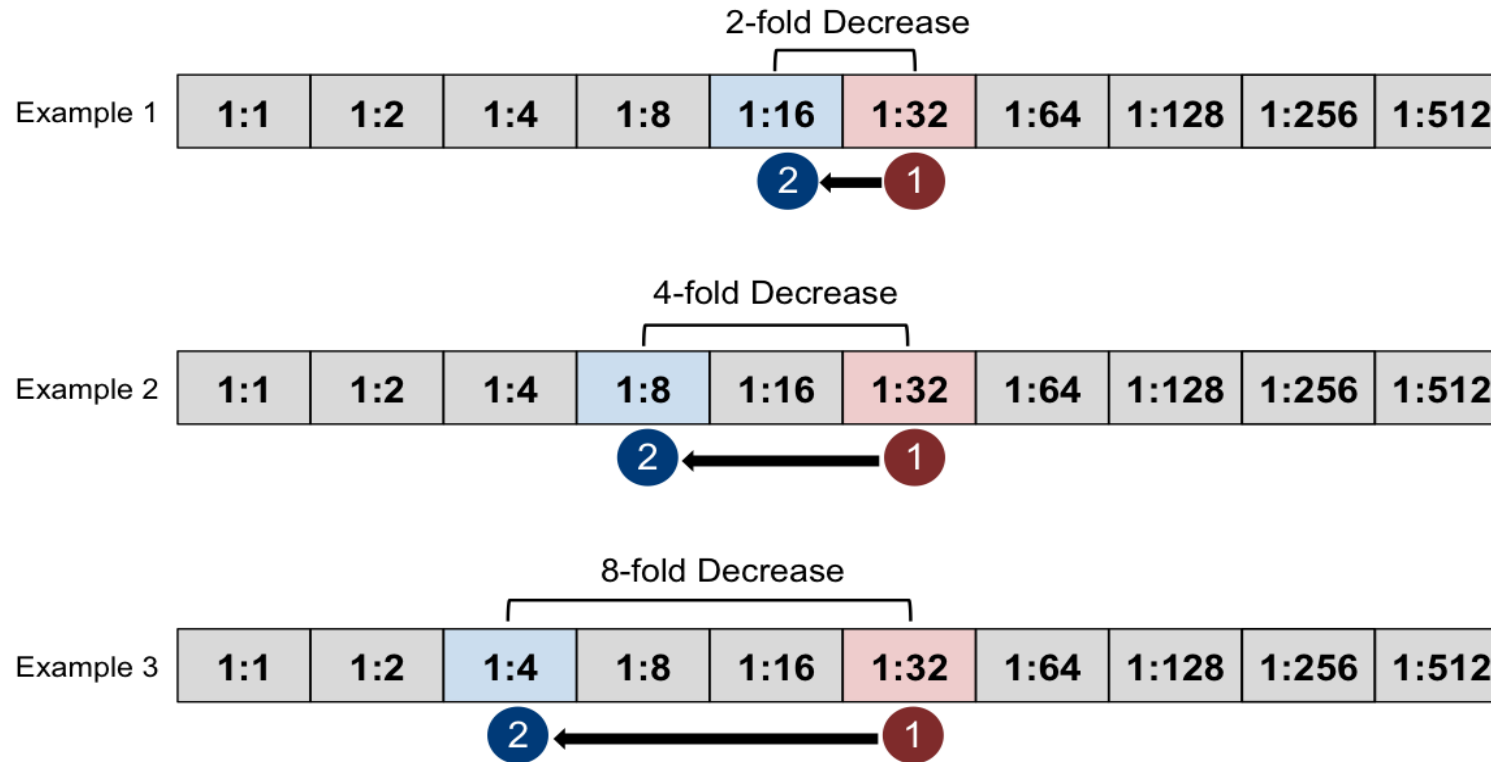 2-fold Decrease
Example 1 1:1 1:2 1:4 1:8 1:16 1:32 1:64 1:128 1:256 1:512
2 1
4-fold Decrease
Example 2 1:1 1:2 1:4 1:8 1:16 1:32 1:64 1:128 1:256 1:512
2 1
8-fold Decrease
Example 3 1:1 1:2 1:4 1:8 1:16 1:32 1:64 1:128 1:256 1:512
2 1